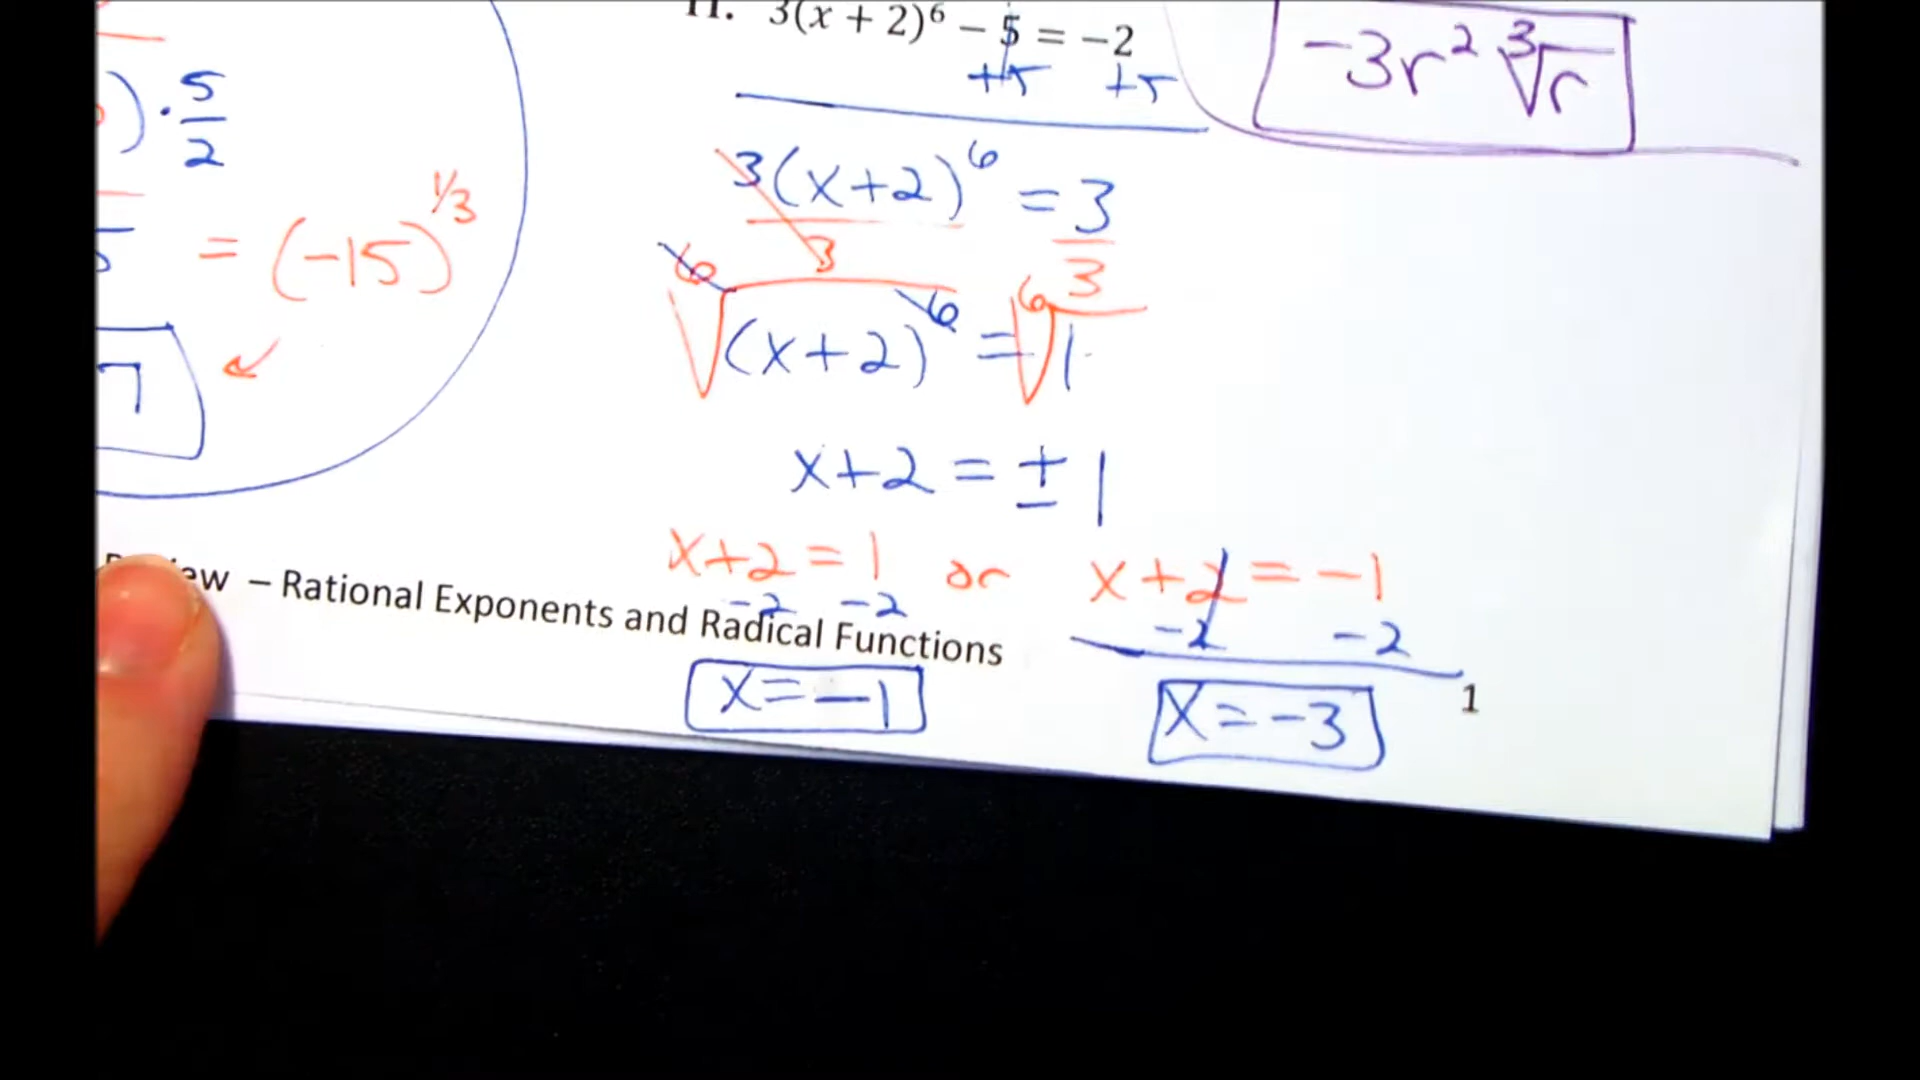 11. 3(x + 2)⁶ − 5 = −2
+5 +5
3(x+2)⁶ = 3
3 3
⁶√(x+2)⁶ = ⁶√1
x+2 = ± 1
x+2 = 1 or x+2 = -1
-2 -2 -2 -2
x = -1 x = -3
-3r² ³√r
) · 5/2
= (-15)^1/3
7
– Rational Exponents and Radical Functions
1